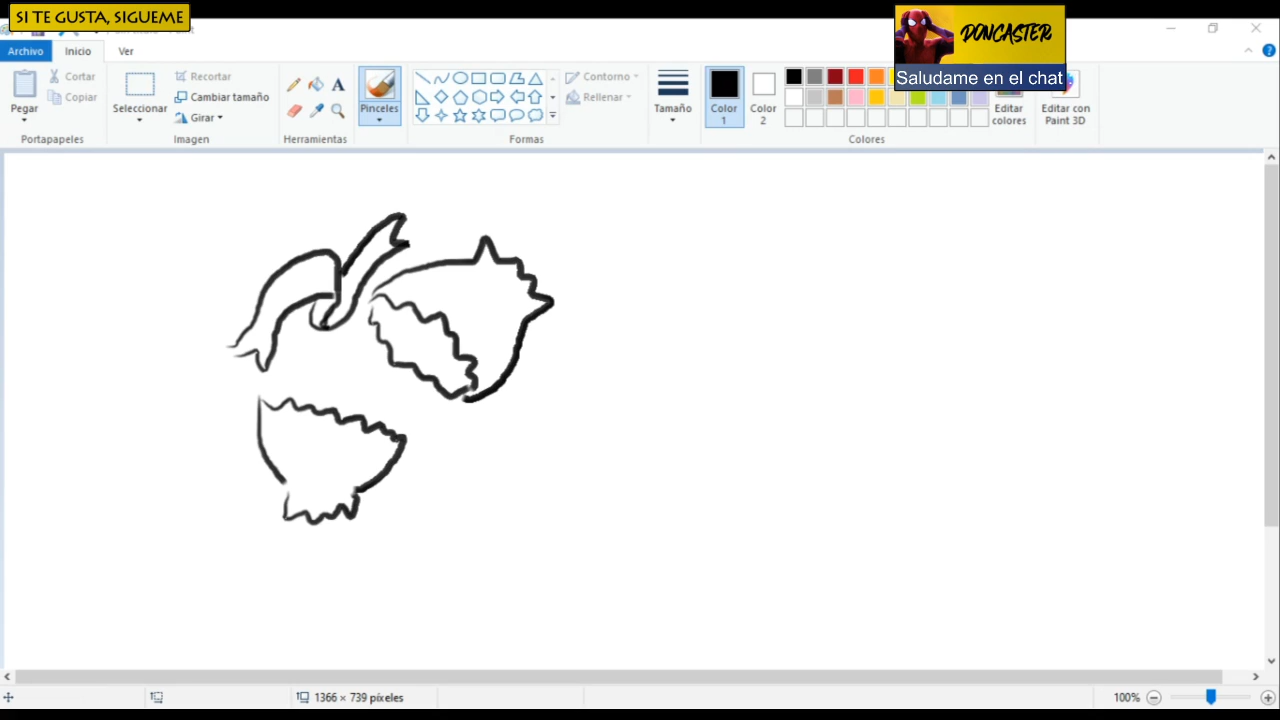 SI TE GUSTA, SIGUEME
DONCASTER
Saludame en el chat
Archivo
Inicio
Ver
Pegar
Cortar
Copiar
Portapapeles
Seleccionar
Recortar
Cambiar tamaño
Girar
Imagen
A
Herramientas
Pinceles
Formas
Contorno
Rellenar
Tamaño
Color
1
Color
2
Colores
Editar
colores
Editar con
Paint 3D
1366 × 739 píxeles
100%